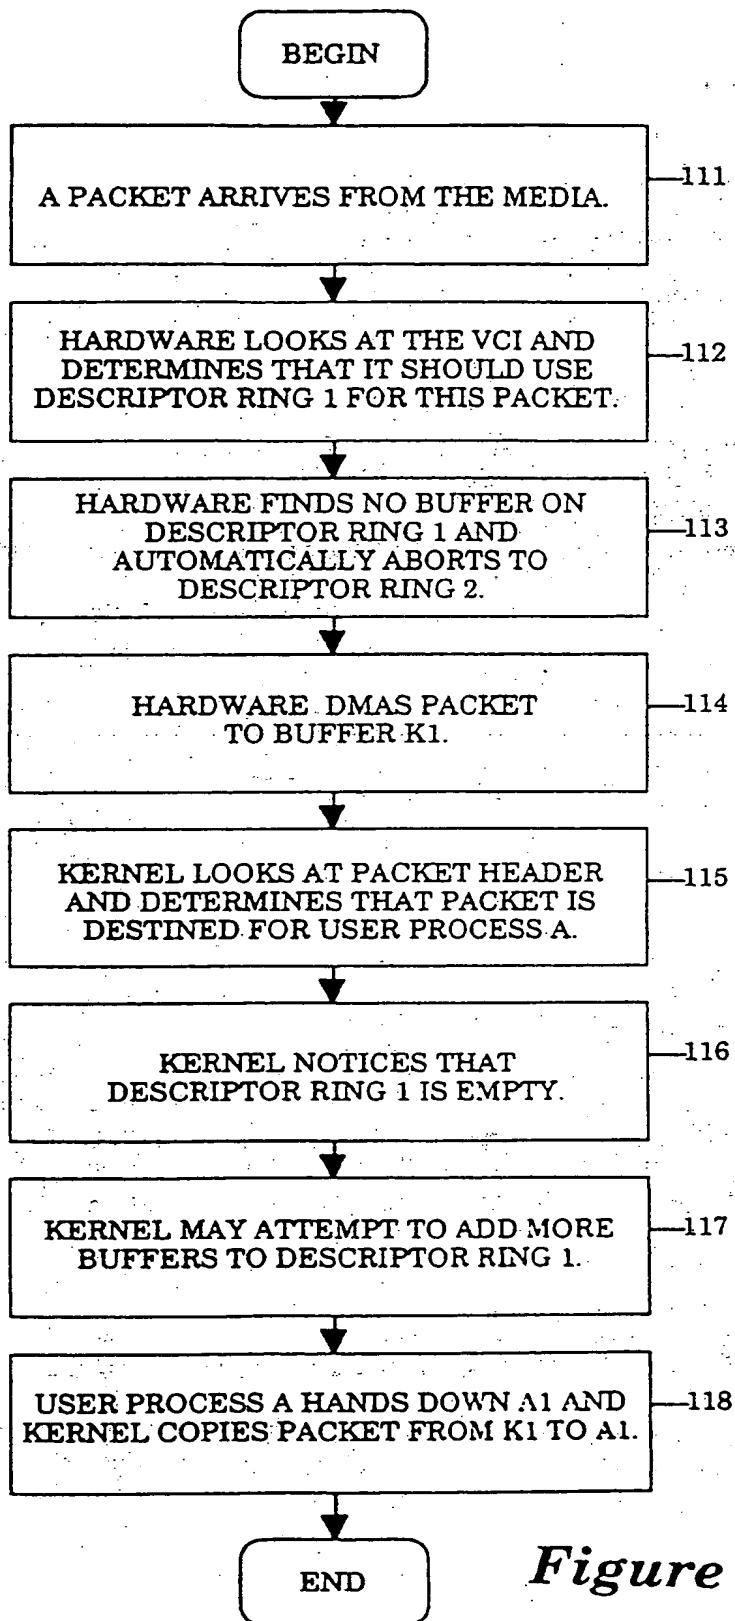 BEGIN
A PACKET ARRIVES FROM THE MEDIA.
111
HARDWARE LOOKS AT THE VCI AND
DETERMINES THAT IT SHOULD USE
DESCRIPTOR RING 1 FOR THIS PACKET.
112
HARDWARE FINDS NO BUFFER ON
DESCRIPTOR RING 1 AND
AUTOMATICALLY ABORTS TO
DESCRIPTOR RING 2.
113
HARDWARE DMAS PACKET
TO BUFFER K1.
114
KERNEL LOOKS AT PACKET HEADER
AND DETERMINES THAT PACKET IS
DESTINED FOR USER PROCESS A.
115
KERNEL NOTICES THAT
DESCRIPTOR RING 1 IS EMPTY.
116
KERNEL MAY ATTEMPT TO ADD MORE
BUFFERS TO DESCRIPTOR RING 1.
117
USER PROCESS A HANDS DOWN A1 AND
KERNEL COPIES PACKET FROM K1 TO A1.
118
END
Figure